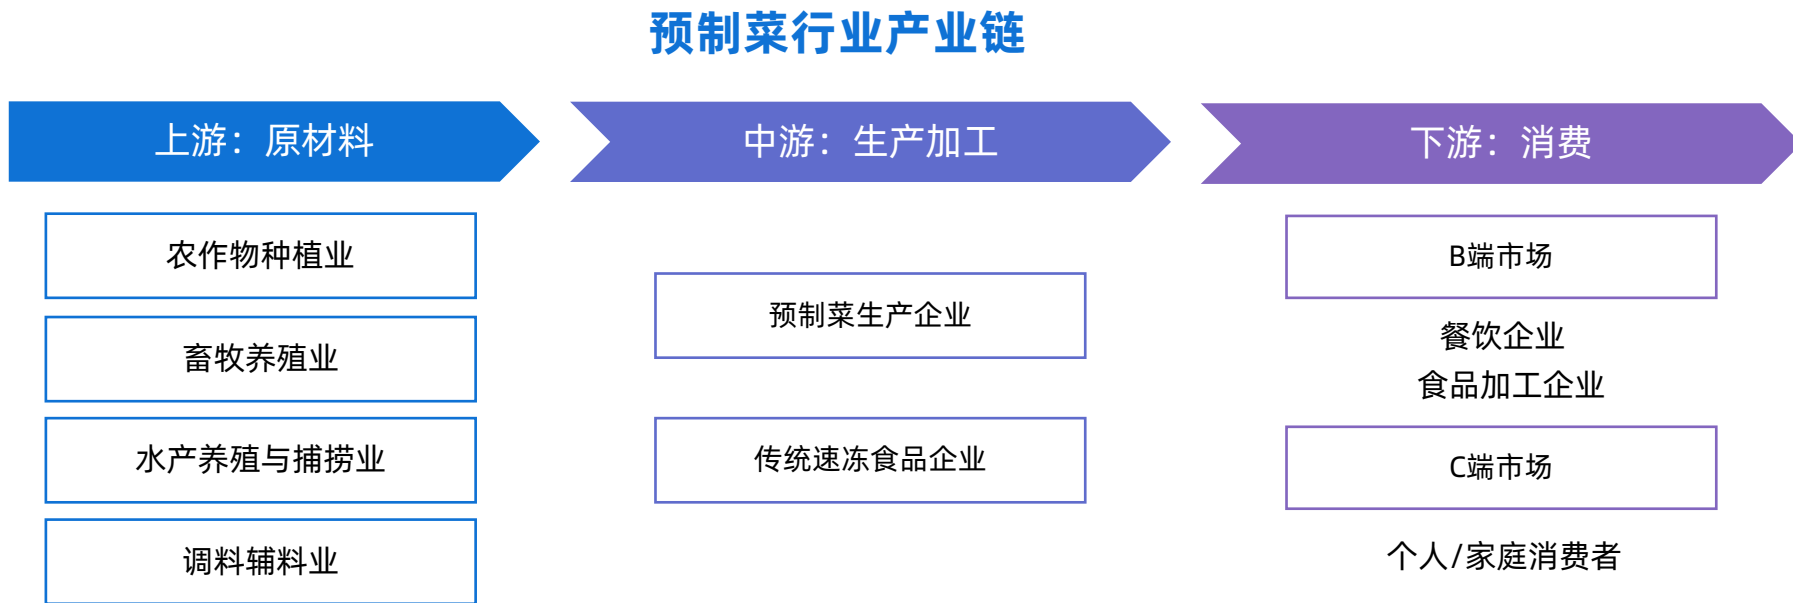 预制菜行业产业链
上游：原材料
农作物种植业
畜牧养殖业
水产养殖与捕捞业
调料辅料业
中游：生产加工
预制菜生产企业
传统速冻食品企业
下游：消费
B端市场
餐饮企业
食品加工企业
C端市场
个人/家庭消费者